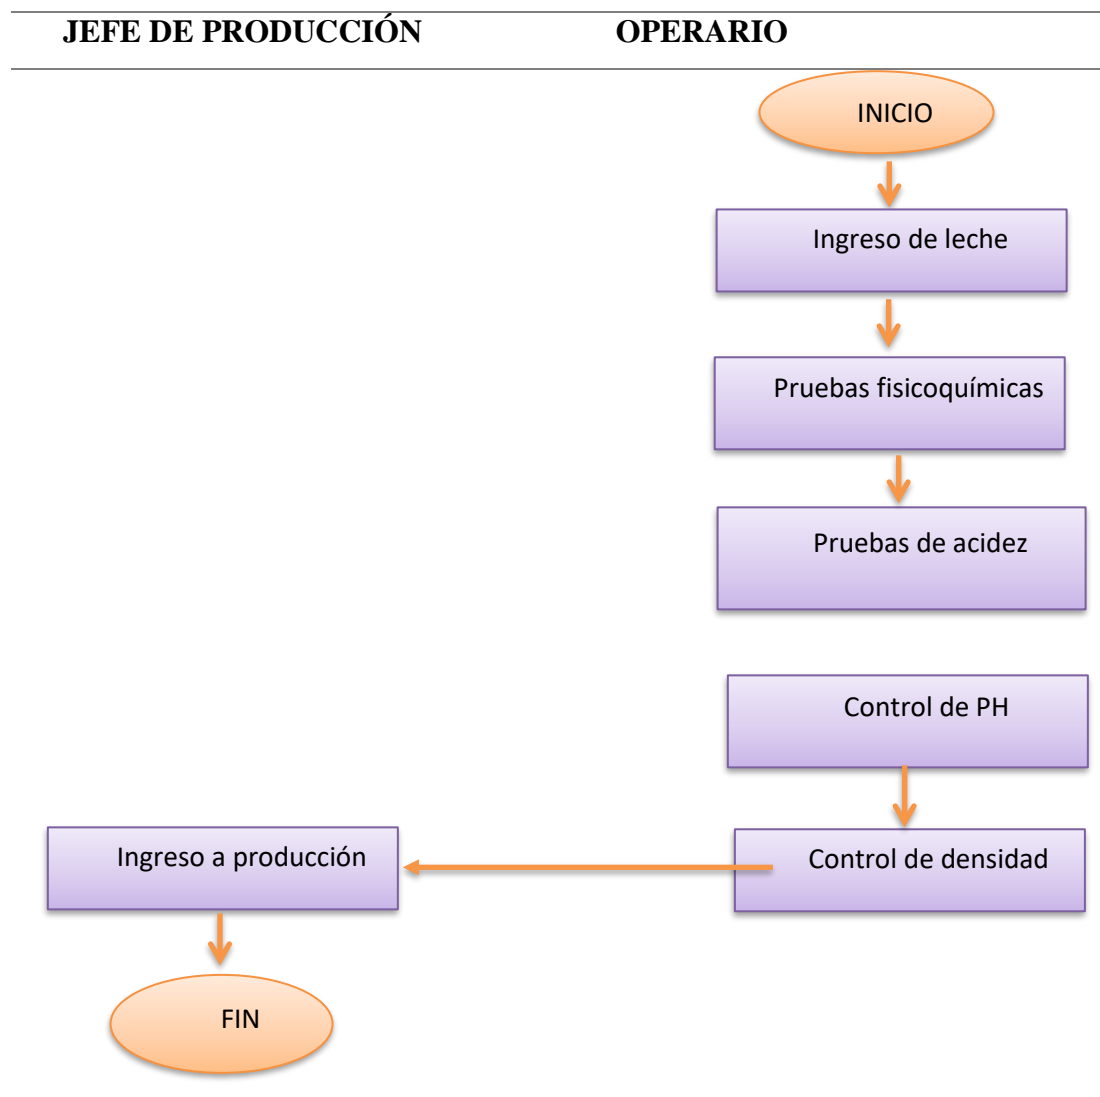 JEFE DE PRODUCCIÓN OPERARIO
INICIO
Ingreso de leche
Pruebas fisicoquímicas
Pruebas de acidez
Control de PH
Control de densidad
Ingreso a producción
FIN